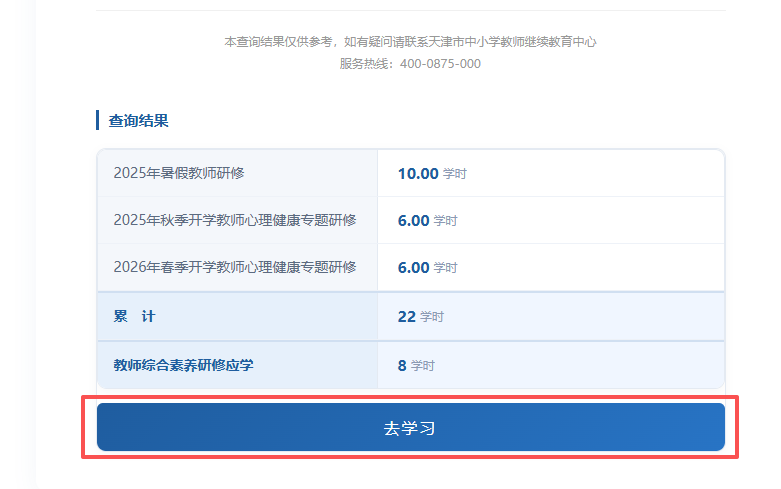 本查询结果仅供参考，如有疑问请联系天津市中小学教师继续教育中心
服务热线：400-0875-000
查询结果
2025年暑假教师研修 10.00 学时
2025年秋季开学教师心理健康专题研修 6.00 学时
2026年春季开学教师心理健康专题研修 6.00 学时
累 计 22 学时
教师综合素养研修应学 8 学时
去学习